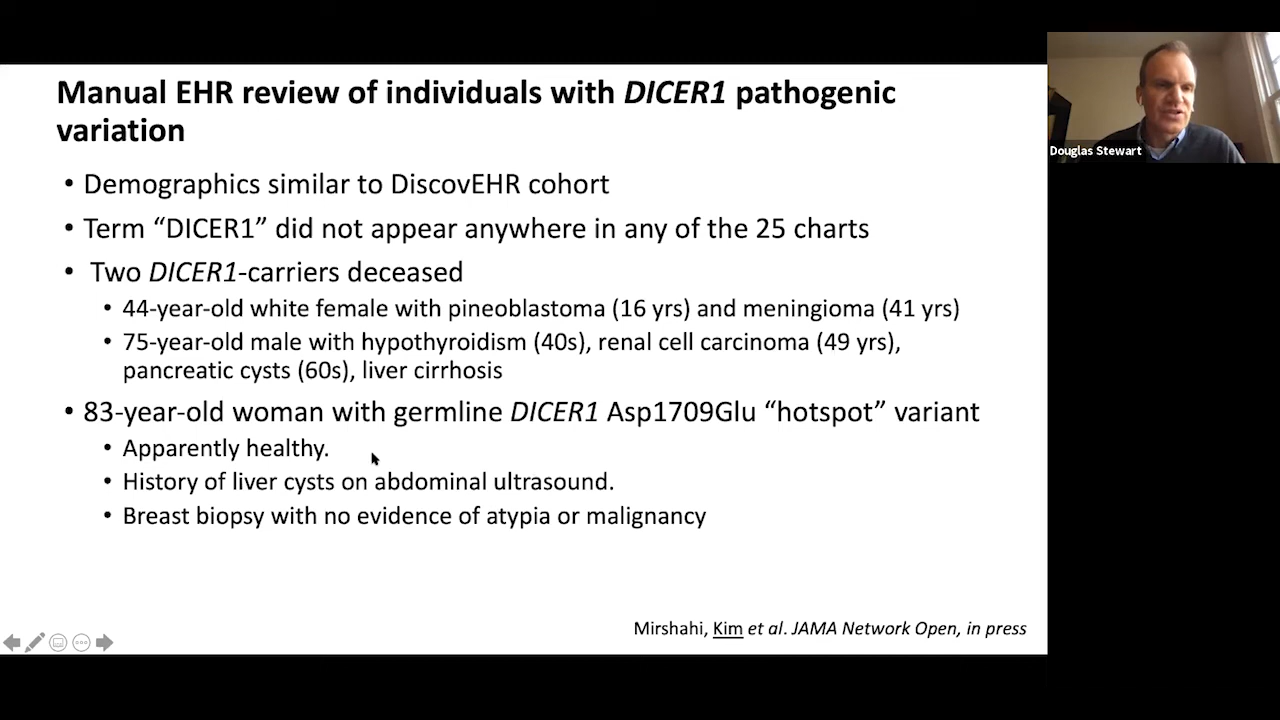 Manual EHR review of individuals with DICER1 pathogenic
variation
Douglas Stewart
• Demographics similar to DiscovEHR cohort
• Term “DICER1” did not appear anywhere in any of the 25 charts
• Two DICER1-carriers deceased
• 44-year-old white female with pineoblastoma (16 yrs) and meningioma (41 yrs)
• 75-year-old male with hypothyroidism (40s), renal cell carcinoma (49 yrs),
pancreatic cysts (60s), liver cirrhosis
• 83-year-old woman with germline DICER1 Asp1709Glu “hotspot” variant
• Apparently healthy.
• History of liver cysts on abdominal ultrasound.
• Breast biopsy with no evidence of atypia or malignancy
Mirshahi, Kim et al. JAMA Network Open, in press